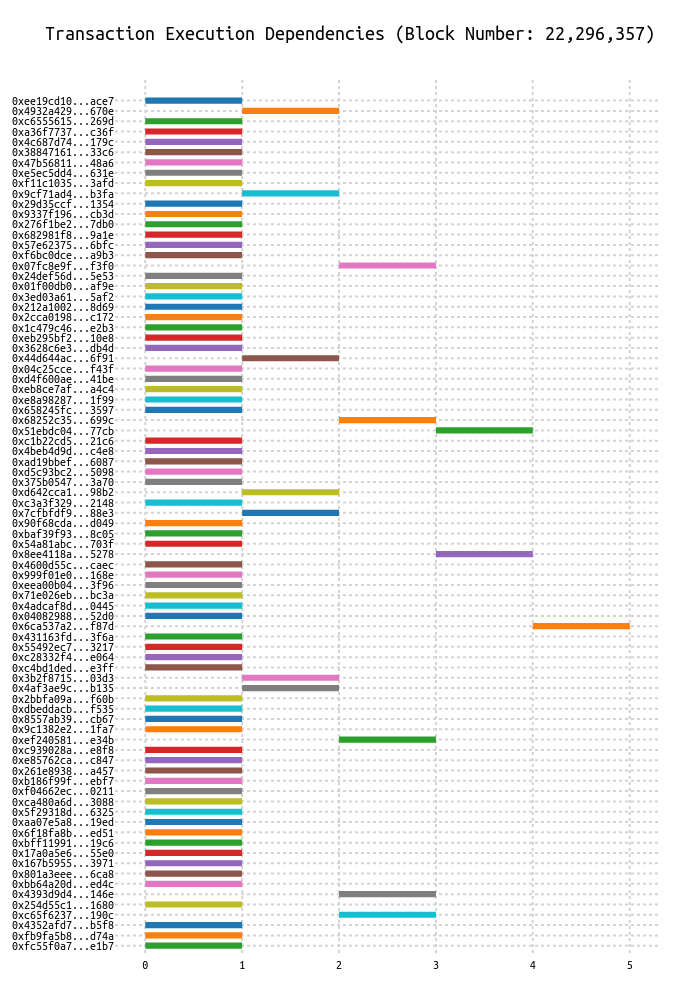 Transaction Execution Dependencies (Block Number: 22,296,357)
0xee19cd10...ace7
0x4932a429...670e
0xc6555615...269d
0xa36f7737...c36f
0x4c687d74...179c
0x38847161...33c6
0x47b56811...48a6
0xe5ec5dd4...631e
0xf11c1035...3afd
0x9cf71ad4...b3fa
0x29d35ccf...1354
0x9337f196...cb3d
0x276f1be2...7db0
0x682981f8...9a1e
0x57e62375...6bfc
0xf6bc0dce...a9b3
0x07fc8e9f...f3f0
0x24def56d...5e53
0x01f00db0...af9e
0x3ed03a61...5af2
0x212a1002...8d69
0x2cca0198...c172
0x1c479c46...e2b3
0xeb295bf2...10e8
0x3628c6e3...db4d
0x44d644ac...6f91
0x04c25cce...f43f
0xd4f600ae...41be
0xeb8ce7af...a4c4
0xe8a98287...1f99
0x658245fc...3597
0x68252c35...699c
0x51ebdc04...77cb
0xc1b22cd5...21c6
0x4beb4d9d...c4e8
0xad19bbef...6087
0xd5c93bc2...5098
0x375b0547...3a70
0xd642cca1...98b2
0xc3a3f329...2148
0x7cfbfdf9...88e3
0x90f68cda...d049
0xbaf39f93...8c05
0x54a81abc...703f
0x8ee4118a...5278
0x4600d55c...caec
0x999f01e0...168e
0xeea00b04...3f96
0x71e026eb...bc3a
0x4adcaf8d...0445
0x04082988...52d0
0x6ca537a2...f87d
0x431163fd...3f6a
0x55492ec7...3217
0xc28332f4...e064
0xc4bd1ded...e3ff
0x3b2f8715...03d3
0x4af3ae9c...b135
0x2bbfa09a...f60b
0xdbeddacb...f535
0x8557ab39...cb67
0x9c1382e2...1fa7
0xef240581...e34b
0xc939028a...e8f8
0xe85762ca...c847
0x261e8938...a457
0xb186f99f...ebf7
0xf04662ec...0211
0xca480a6d...3088
0x5f29318d...6325
0xaa07e5a8...19ed
0x6f18fa8b...ed51
0xbff11991...19c6
0x17a0a5e6...55e0
0x167b5955...3971
0x801a3eee...6ca8
0xbb64a20d...ed4c
0x4393d9d4...146e
0x254d55c1...1680
0xc65f6237...190c
0x4352afd7...b5f8
0xfb9fa5b8...d74a
0xfc55f0a7...e1b7
0 1 2 3 4 5